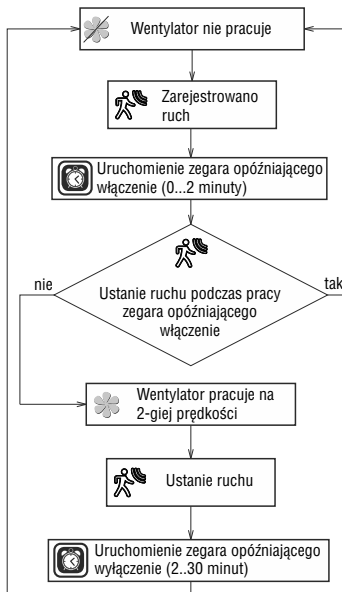 Wentylator nie pracuje
Zarejestrowano
ruch
Uruchomienie zegara opóźniającego
włączenie (0...2 minuty)
nie
tak
Ustanie ruchu podczas pracy
zegara opóźniającego
włączenie
Wentylator pracuje na
2-giej prędkości
Ustanie ruchu
Uruchomienie zegara opóźniającego
wyłączenie (2..30 minut)